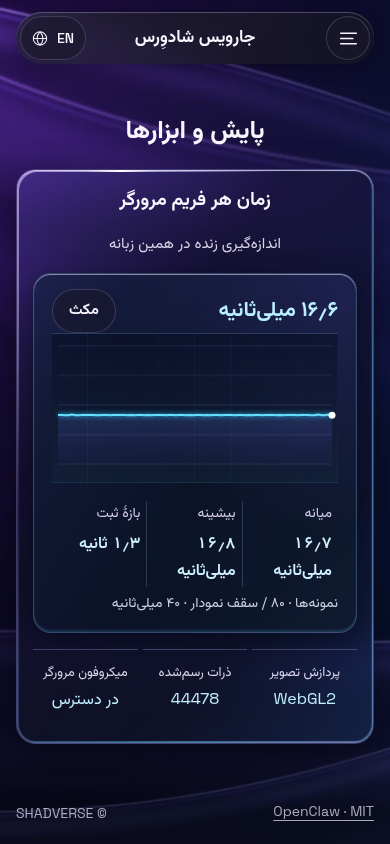 جارویس شادوِرس
EN
پایش و ابزارها
زمان هر فریم مرورگر
اندازه‌گیری زنده در همین زبانه
۱۶٫۶ میلی‌ثانیه
مکث
میانه
۱۶٫۷ میلی‌ثانیه
بیشینه
۱۶٫۸ میلی‌ثانیه
بازهٔ ثبت
۱٫۳ ثانیه
نمونه‌ها · ۸۰ / سقف نمودار · ۴۰ میلی‌ثانیه
پردازش تصویر
WebGL2
ذرات رسم‌شده
44478
میکروفون مرورگر
در دسترس
OpenClaw · MIT
SHADVERSE ©